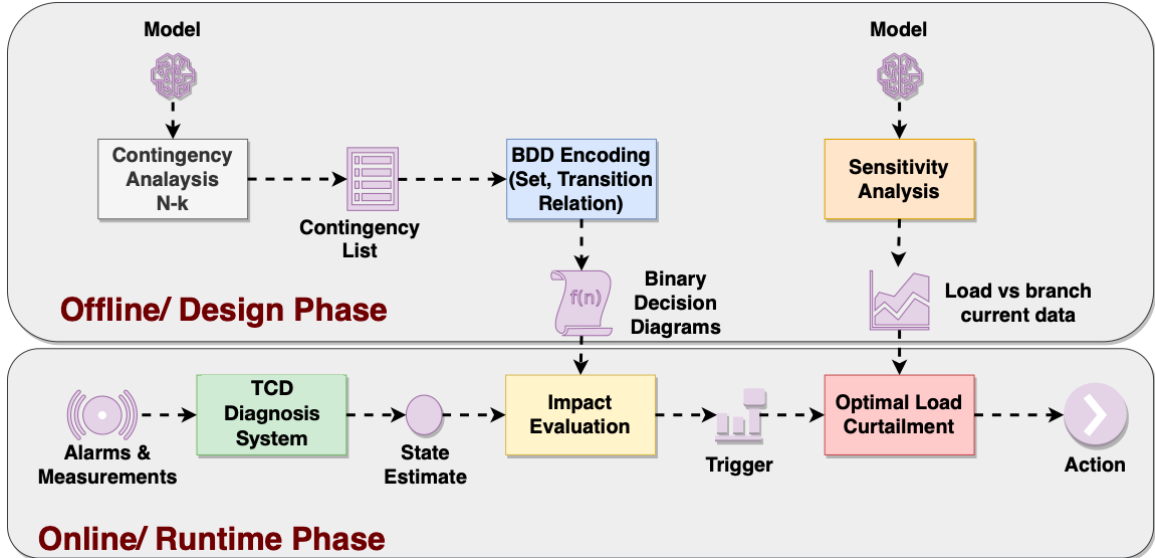 Model
Model
Contingency
Analaysis
N-k
Contingency
List
BDD Encoding
(Set, Transition
Relation)
Sensitivity
Analysis
f(n)
Binary
Decision
Diagrams
Load vs branch
current data
Offline/ Design Phase
Alarms &
Measurements
TCD
Diagnosis
System
State
Estimate
Impact
Evaluation
Trigger
Optimal Load
Curtailment
Action
Online/ Runtime Phase